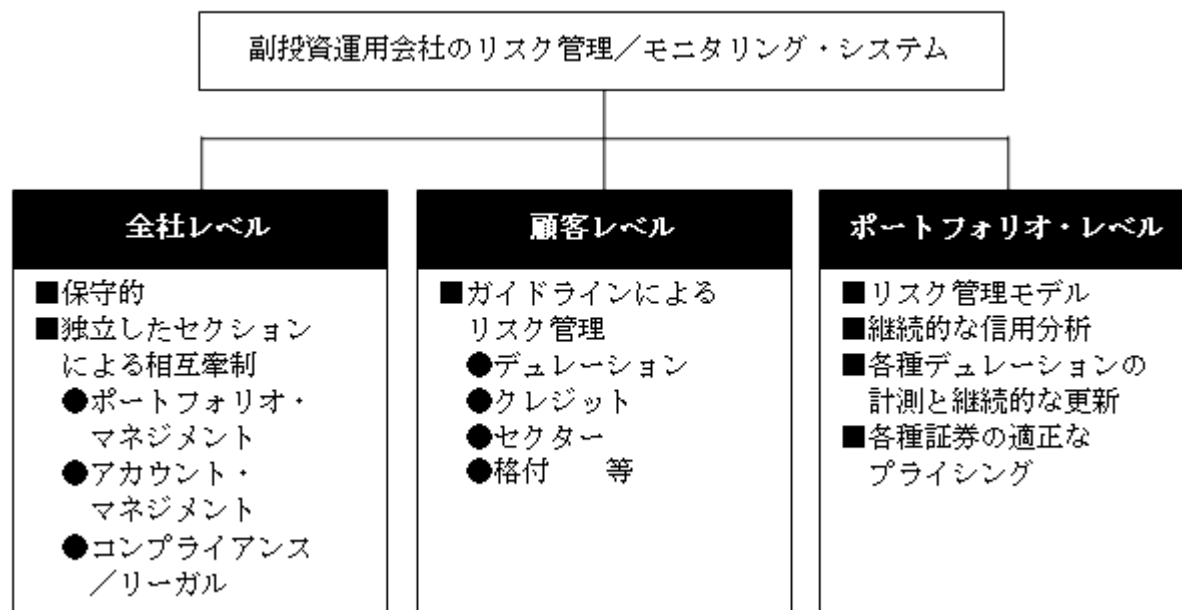 副投資運用会社のリスク管理／モニタリング・システム
全社レベル
■保守的
■独立したセクション
による相互牽制
●ポートフォリオ・
マネジメント
●アカウント・
マネジメント
●コンプライアンス
／リーガル
顧客レベル
■ガイドラインによる
リスク管理
●デュレーション
●クレジット
●セクター
●格付　等
ポートフォリオ・レベル
■リスク管理モデル
■継続的な信用分析
■各種デュレーションの
計測と継続的な更新
■各種証券の適正な
プライシング